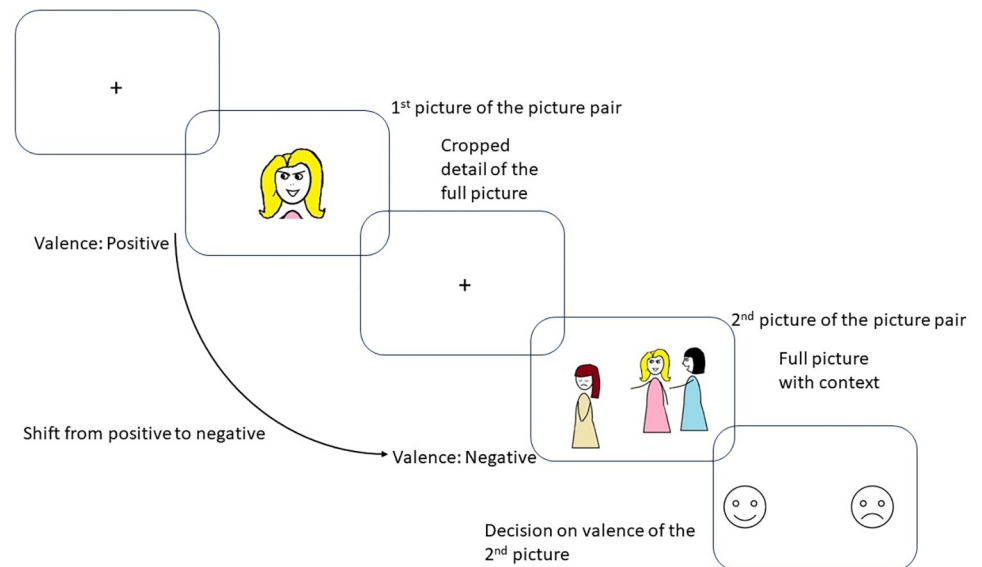 +
1st picture of the picture pair
Cropped
detail of the
full picture
Valence: Positive
+
2nd picture of the picture pair
Full picture
with context
Shift from positive to negative
Valence: Negative
Decision on valence of the
2nd picture